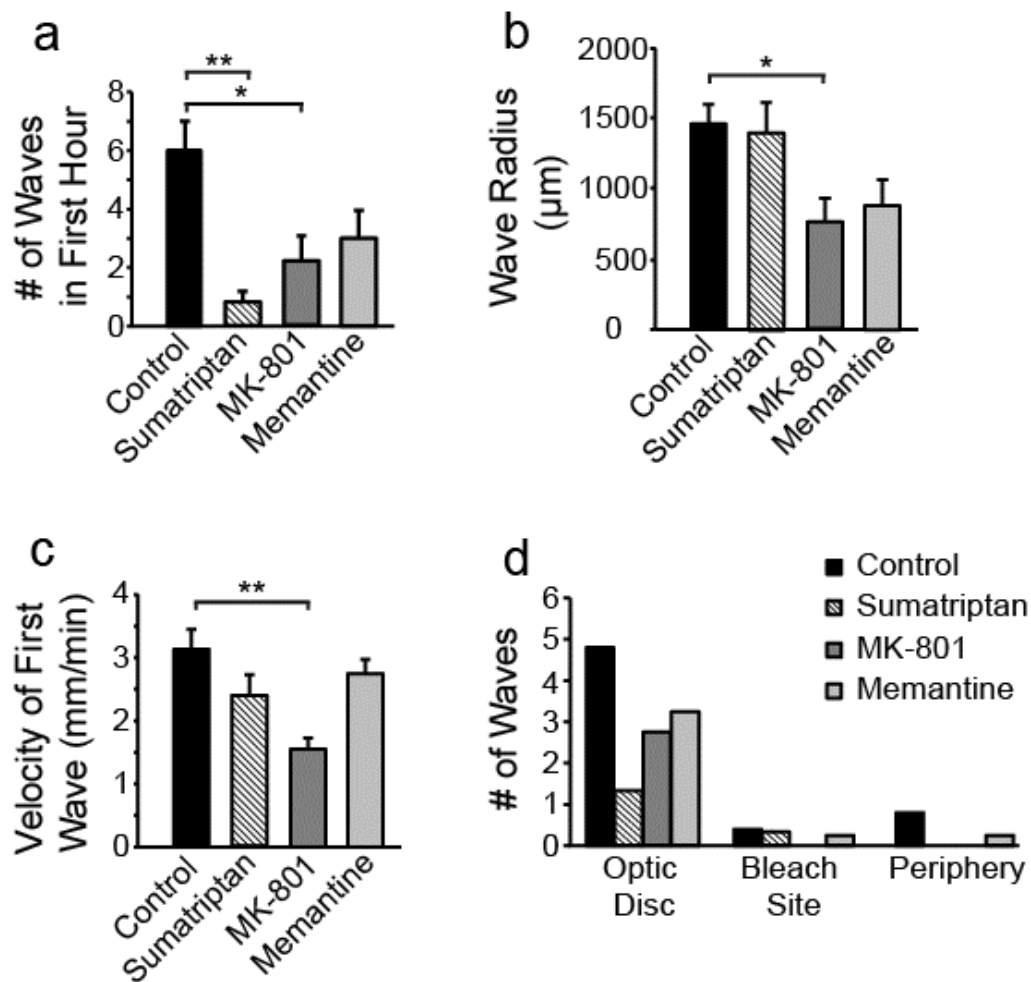 a
**
*
8
6
4
2
0
# of Waves
in First Hour
Control
Sumatriptan
MK-801
Memantine
b
*
2000
1500
1000
500
0
Wave Radius
(µm)
Control
Sumatriptan
MK-801
Memantine
c
**
4
3
2
1
0
Velocity of First
Wave (mm/min)
Control
Sumatriptan
MK-801
Memantine
d
Control
Sumatriptan
MK-801
Memantine
6
5
4
3
2
1
0
# of Waves
Optic
Disc
Bleach
Site
Periphery